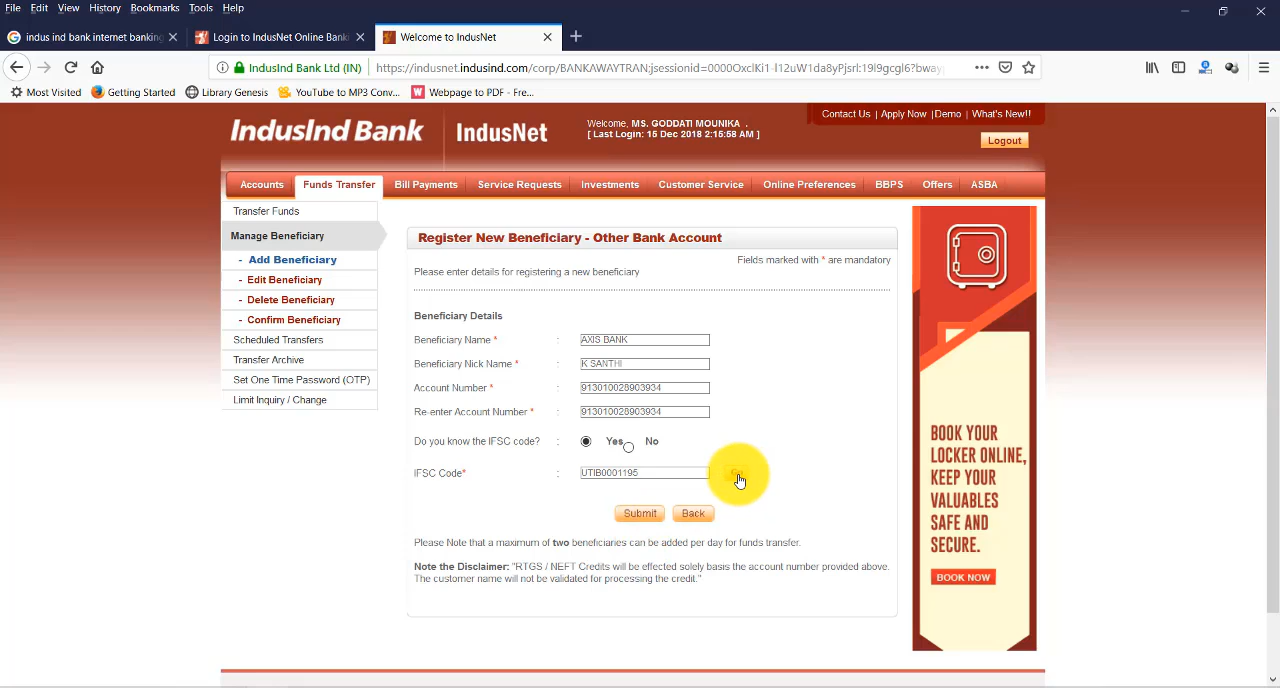 File Edit View History Bookmarks Tools Help
indus ind bank internet banking
Login to IndusNet Online Banki
Welcome to IndusNet
IndusInd Bank Ltd (IN) https://indusnet.indusind.com/corp/BANKAWAYTRAN;jsessionid=
Most Visited Getting Started Library Genesis YouTube to MP3 Conv... Webpage to PDF - Fre...
IndusInd Bank IndusNet
Welcome, MS. GODDATI MOUNIKA .
[ Last Login: 15 Dec 2018 2:15:58 AM ]
Contact Us | Apply Now | Demo | What's New!!
Logout
Accounts Funds Transfer Bill Payments Service Requests Investments Customer Service Online Preferences BBPS Offers ASBA
Transfer Funds
Manage Beneficiary
- Add Beneficiary
- Edit Beneficiary
- Delete Beneficiary
- Confirm Beneficiary
Scheduled Transfers
Transfer Archive
Set One Time Password (OTP)
Limit Inquiry / Change
Register New Beneficiary - Other Bank Account
Fields marked with * are mandatory
Please enter details for registering a new beneficiary
Beneficiary Details
Beneficiary Name * : AXIS BANK
Beneficiary Nick Name * : K SANTHI
Account Number * : 913010028903934
Re-enter Account Number * : 913010028903934
Do you know the IFSC code? : Yes No
IFSC Code* : UTIB0001195 Go
Submit Back
Please Note that a maximum of two beneficiaries can be added per day for funds transfer.
Note the Disclaimer: "RTGS / NEFT Credits will be effected solely basis the account number provided above.
The customer name will not be validated for processing the credit."
BOOK YOUR
LOCKER ONLINE,
KEEP YOUR
VALUABLES
SAFE AND
SECURE.
BOOK NOW